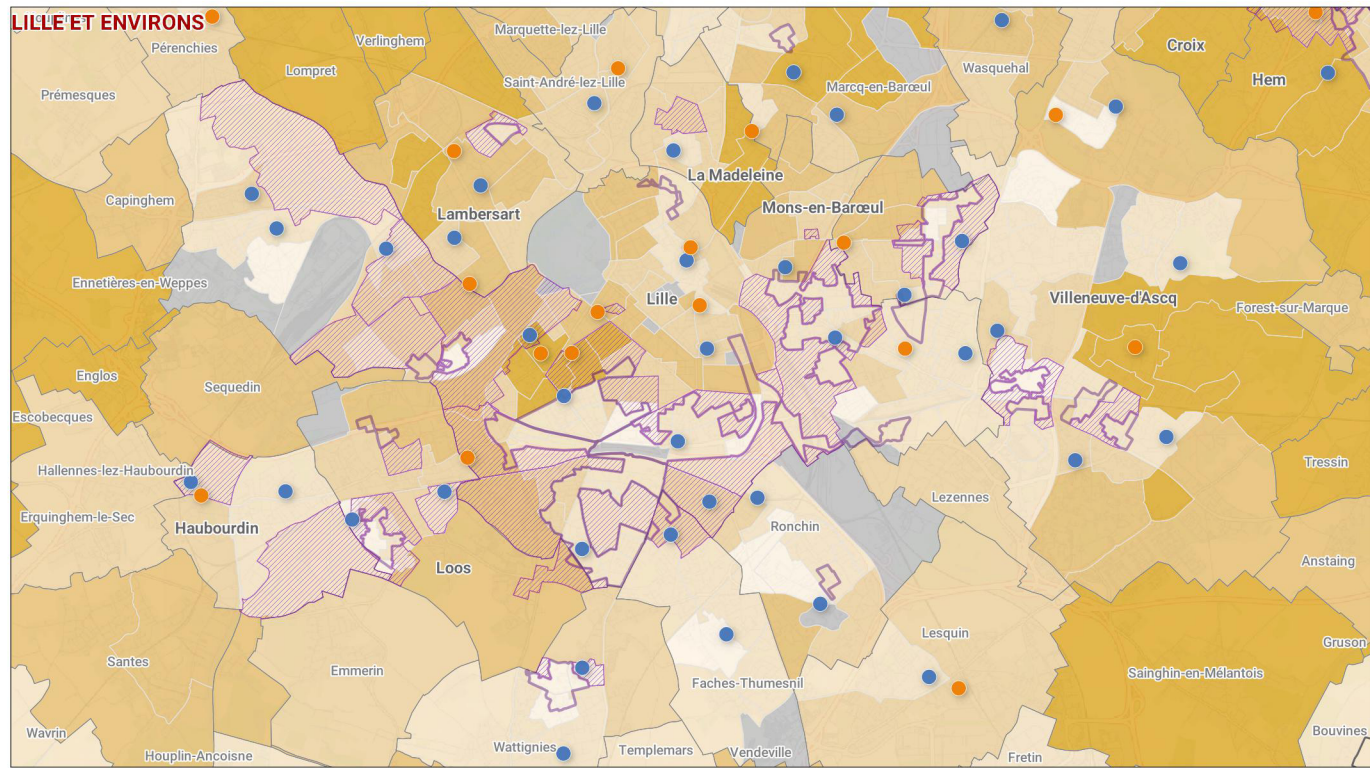 LILLE ET ENVIRONS
Marquette-lez-Lille
Verlinghem
Pérenchies
Croix
Lompret
Wasquehal
Hem
Saint-André-lez-Lille
Marcq-en-Barœul
Prémesques
La Madeleine
Capinghem
Mons-en-Barœul
Lambersart
Ennetières-en-Weppes
Lille
Villeneuve-d'Ascq
Forest-sur-Marque
Englos
Sequedin
Escobecques
Tressin
Hallennes-lez-Haubourdin
Lezennes
Erquinghem-le-Sec
Haubourdin
Ronchin
Anstaing
Loos
Lesquin
Gruson
Santes
Emmerin
Sainghin-en-Mélantois
Faches-Thumesnil
Bouvines
Wavrin
Wattignies
Templemars
Vendeville
Houplin-Ancoisne
Fretin